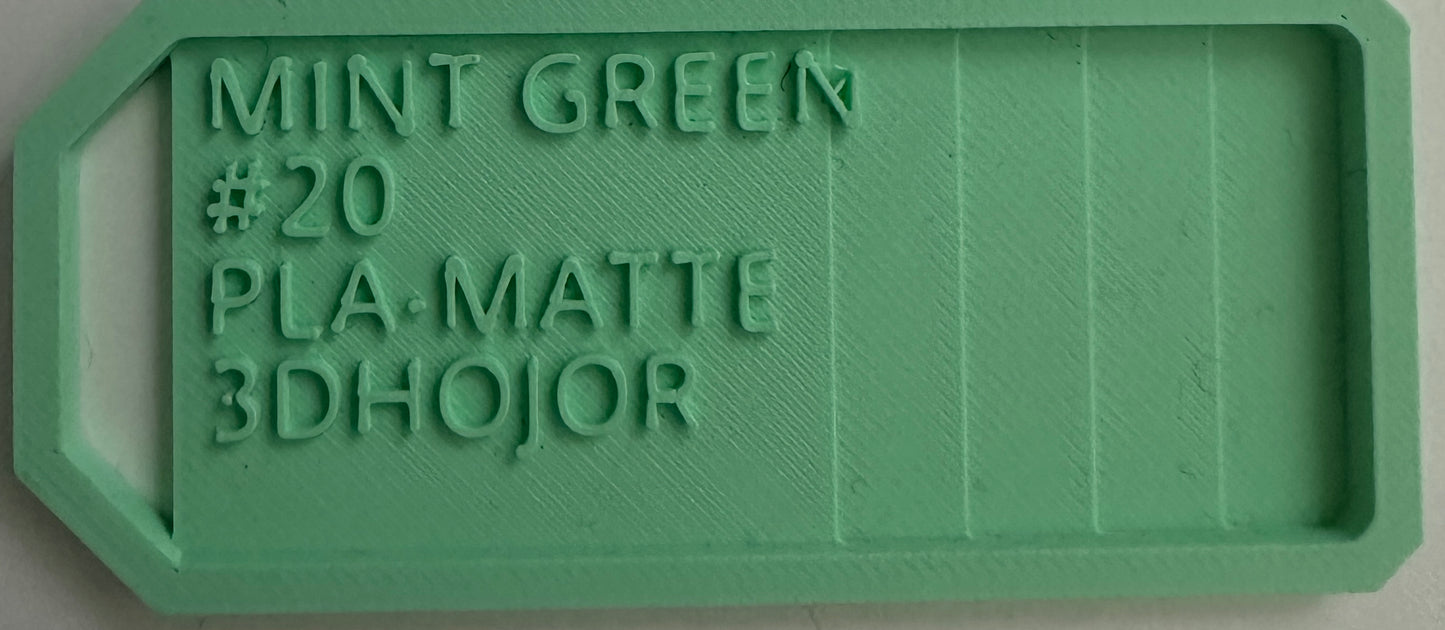 MINT GREEN
#20
PLA·MATTE
3DHOJOR